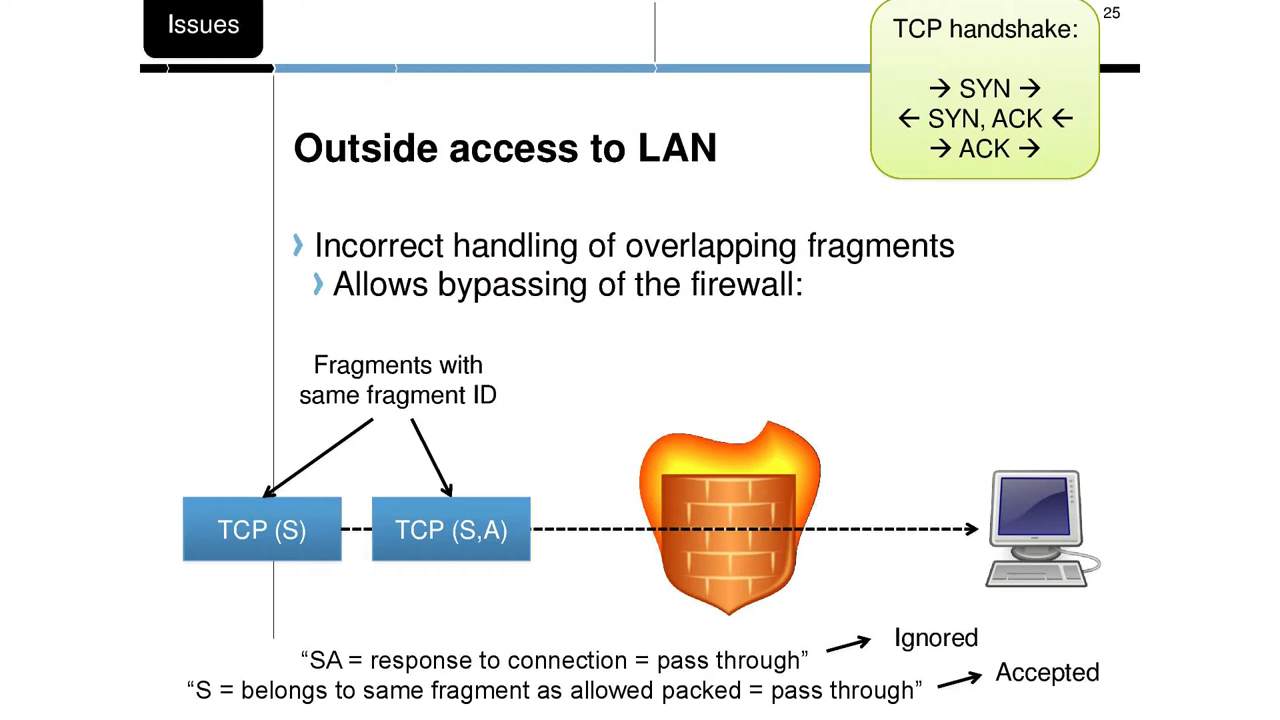 Issues
25
TCP handshake:
→ SYN →
← SYN, ACK ←
→ ACK →
Outside access to LAN
Incorrect handling of overlapping fragments
Allows bypassing of the firewall:
Fragments with
same fragment ID
TCP (S)
TCP (S,A)
“SA = response to connection = pass through”
Ignored
“S = belongs to same fragment as allowed packed = pass through”
Accepted